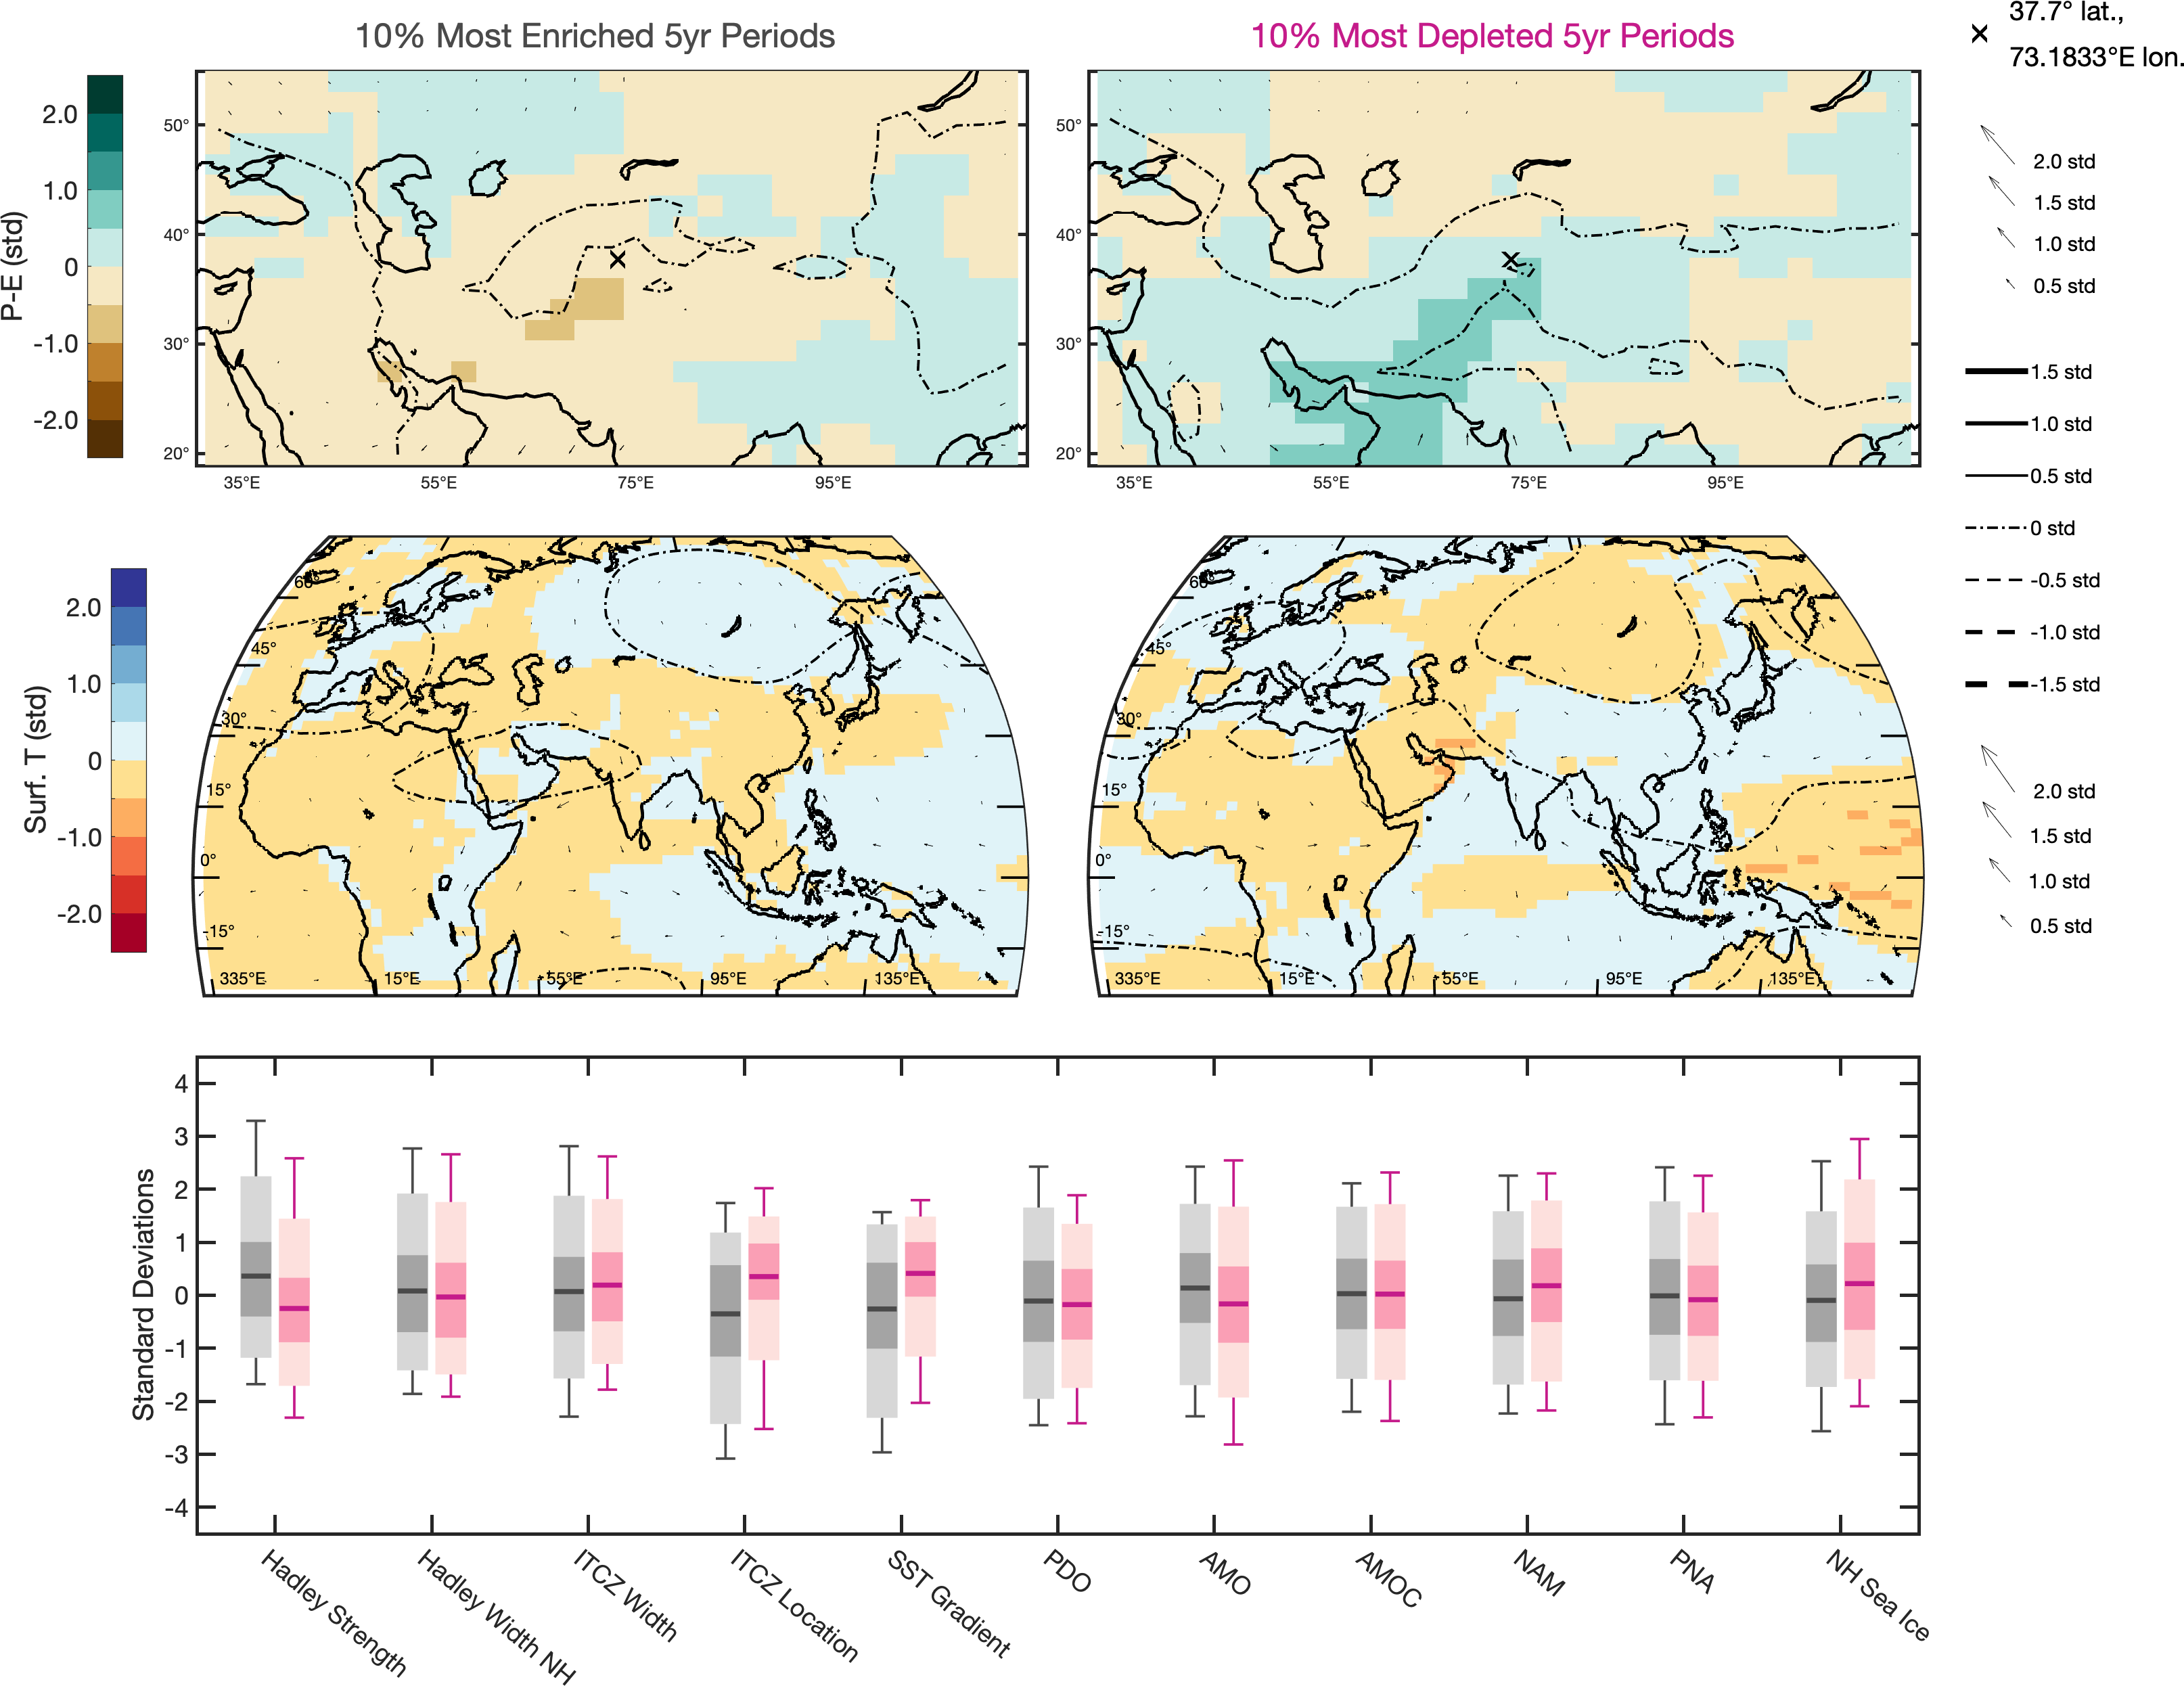 10% Most Enriched 5yr Periods
10% Most Depleted 5yr Periods
37.7° lat.,
73.1833°E lon.
P-E (std)
2.0
1.0
0
-1.0
-2.0
50°
40°
30°
20°
35°E
55°E
75°E
95°E
50°
40°
30°
20°
35°E
55°E
75°E
95°E
2.0 std
1.5 std
1.0 std
0.5 std
1.5 std
1.0 std
0.5 std
0 std
-0.5 std
-1.0 std
-1.5 std
Surf. T (std)
2.0
1.0
0
-1.0
-2.0
60°
45°
30°
15°
0°
-15°
335°E
15°E
55°E
95°E
135°E
60°
45°
30°
15°
0°
-15°
335°E
15°E
55°E
95°E
135°E
2.0 std
1.5 std
1.0 std
0.5 std
Standard Deviations
4
3
2
1
0
-1
-2
-3
-4
Hadley Strength
Hadley Width NH
ITCZ Width
ITCZ Location
SST Gradient
PDO
AMO
AMOC
NAM
PNA
NH Sea Ice